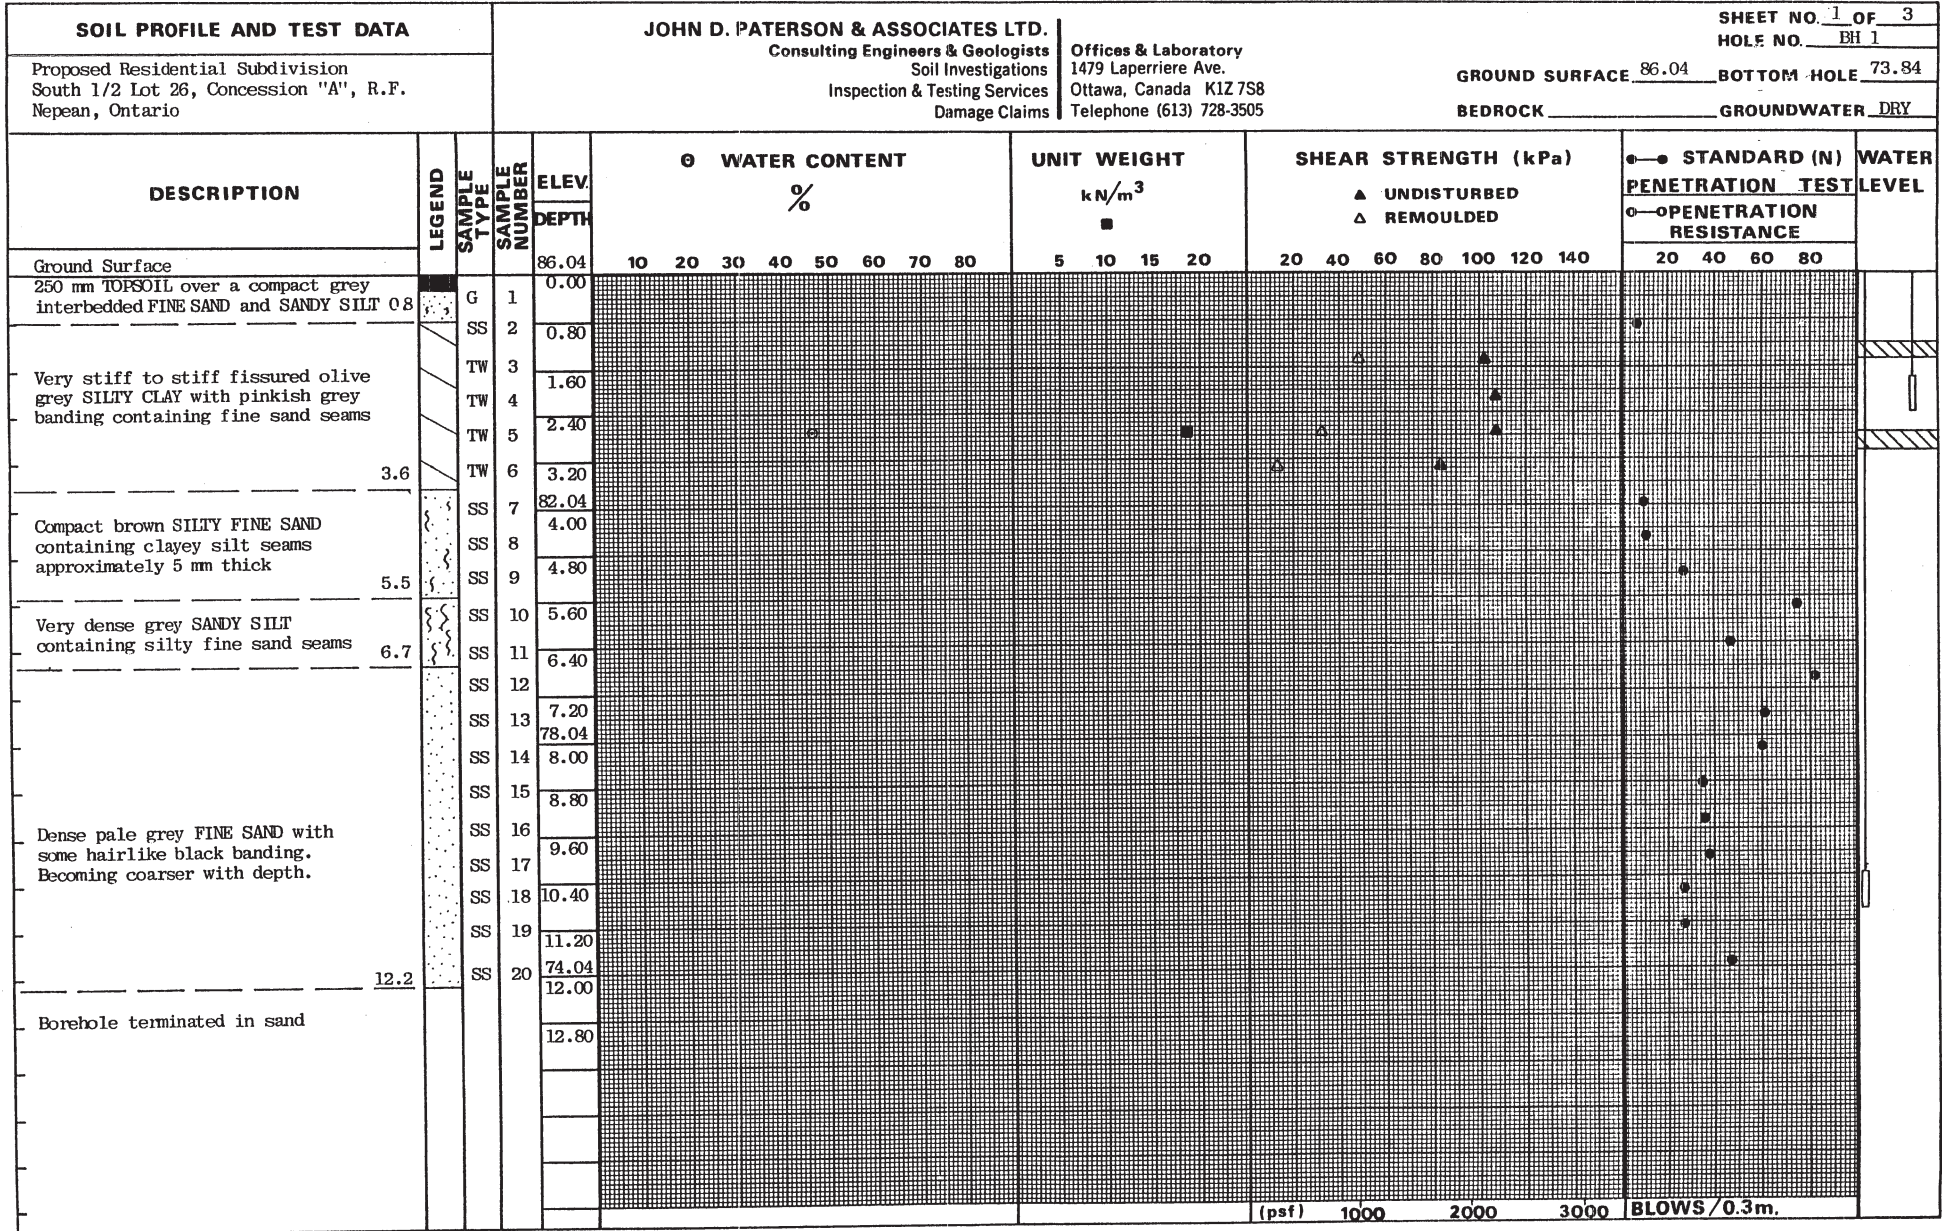 SOIL PROFILE AND TEST DATA
Proposed Residential Subdivision
South 1/2 Lot 26, Concession "A", R.F.
Nepean, Ontario
JOHN D. PATERSON & ASSOCIATES LTD.
Consulting Engineers & Geologists
Soil Investigations
Inspection & Testing Services
Damage Claims
Offices & Laboratory
1479 Laperriere Ave.
Ottawa, Canada K1Z 7S8
Telephone (613) 728-3505
SHEET NO. 1 OF 3
HOLE NO. BH 1
GROUND SURFACE 86.04 BOTTOM HOLE 73.84
BEDROCK GROUNDWATER DRY
DESCRIPTION
LEGEND
SAMPLE TYPE
SAMPLE NUMBER
ELEV.
DEPTH
WATER CONTENT
%
UNIT WEIGHT
kN/m3
SHEAR STRENGTH (kPa)
UNDISTURBED
REMOULDED
STANDARD (N)
PENETRATION TEST
PENETRATION
RESISTANCE
WATER
LEVEL
Ground Surface 86.04
10 20 30 40 50 60 70 80
5 10 15 20
20 40 60 80 100 120 140
20 40 60 80
0.00
250 mm TOPSOIL over a compact grey
interbedded FINE SAND and SANDY SILT 0 8
G 1
SS 2
0.80
Very stiff to stiff fissured olive
grey SILTY CLAY with pinkish grey
banding containing fine sand seams
3.6
TW 3
1.60
TW 4
2.40
TW 5
TW 6
3.20
82.04
SS 7
4.00
Compact brown SILTY FINE SAND
containing clayey silt seams
approximately 5 mm thick
5.5
SS 8
4.80
SS 9
SS 10
5.60
Very dense grey SANDY SILT
containing silty fine sand seams
6.7
SS 11
6.40
SS 12
7.20
SS 13
78.04
SS 14
8.00
SS 15
8.80
SS 16
9.60
Dense pale grey FINE SAND with
some hairlike black banding.
Becoming coarser with depth.
SS 17
SS 18
10.40
SS 19
11.20
74.04
SS 20
12.2
12.00
Borehole terminated in sand
12.80
(psf) 1000 2000 3000
BLOWS/0.3m.